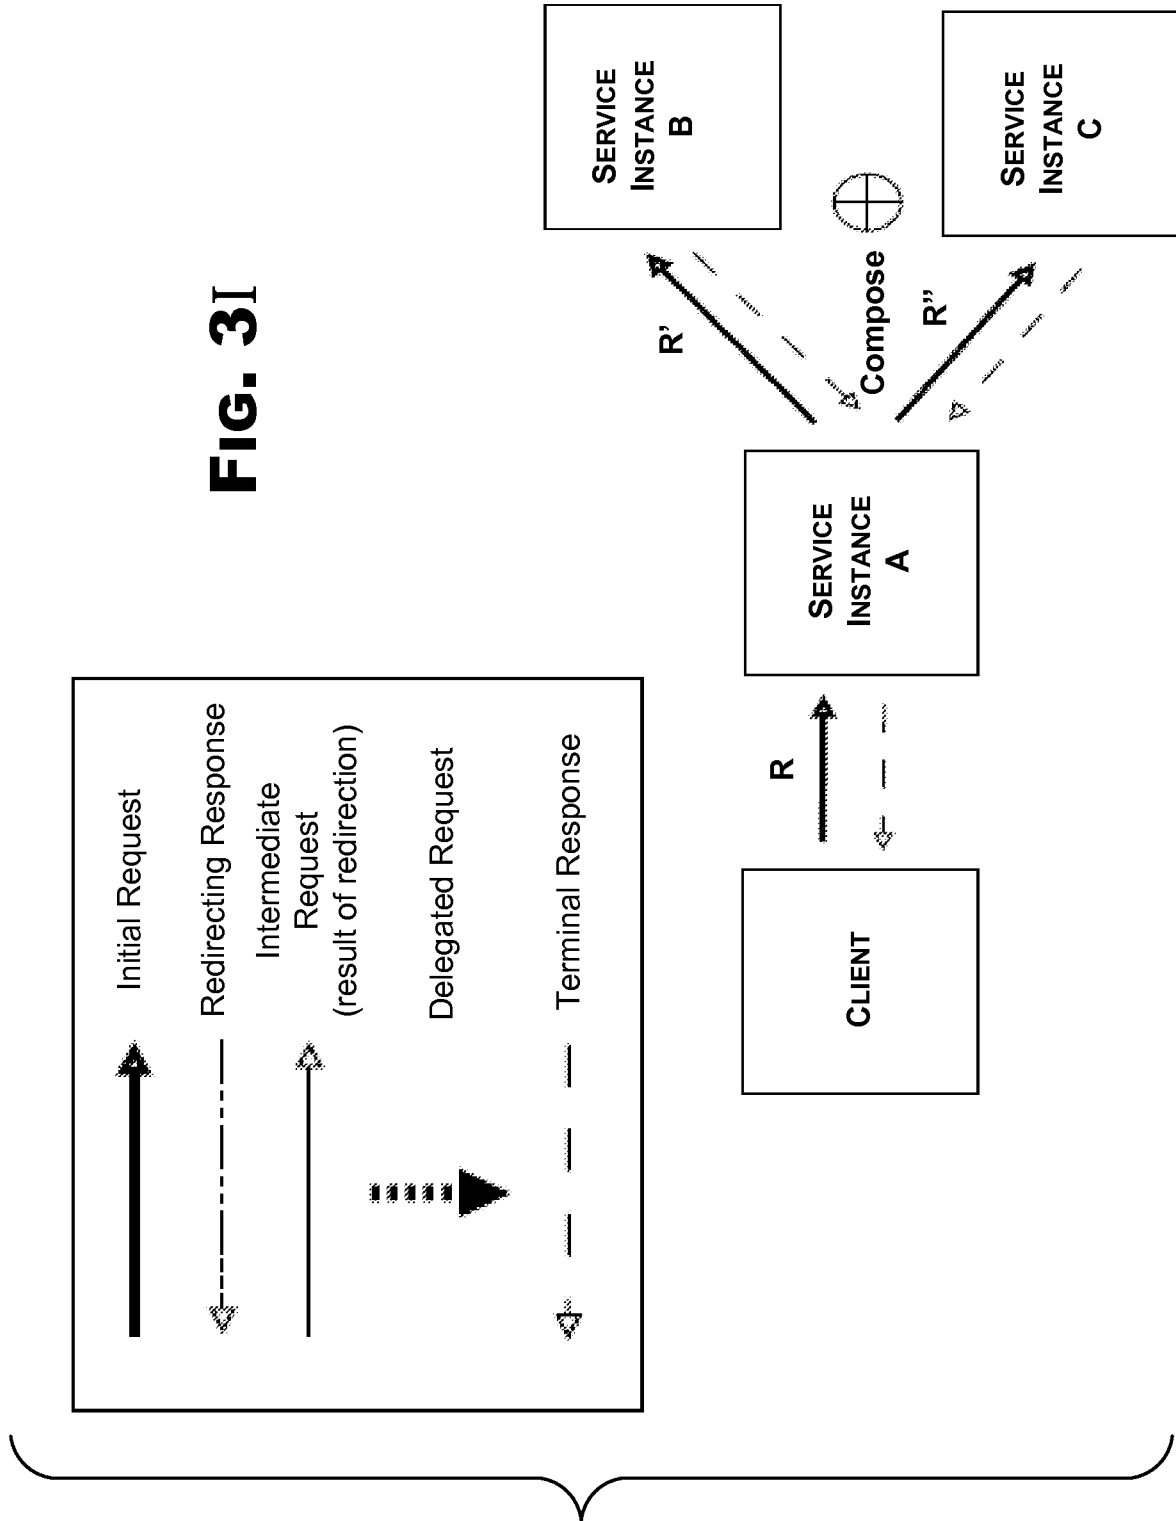 FIG. 3I
Initial Request
Redirecting Response
Intermediate
Request
(result of redirection)
Delegated Request
Terminal Response
CLIENT
R
SERVICE
INSTANCE
A
R'
Compose
R”
SERVICE
INSTANCE
B
SERVICE
INSTANCE
C